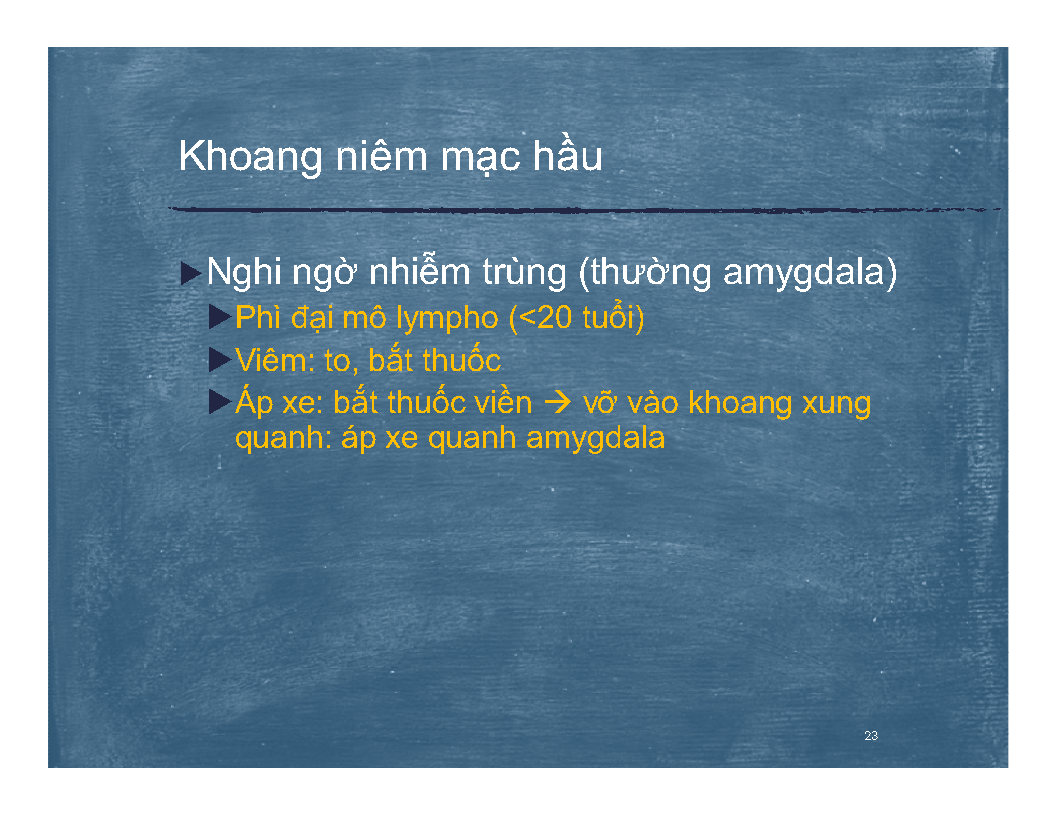 Khoang niêm mạc hầu
▶Nghi ngờ nhiễm trùng (thường amygdala)
▶Phì đại mô lympho (<20 tuổi)
▶Viêm: to, bắt thuốc
▶Áp xe: bắt thuốc viền → vỡ vào khoang xung
quanh: áp xe quanh amygdala
23